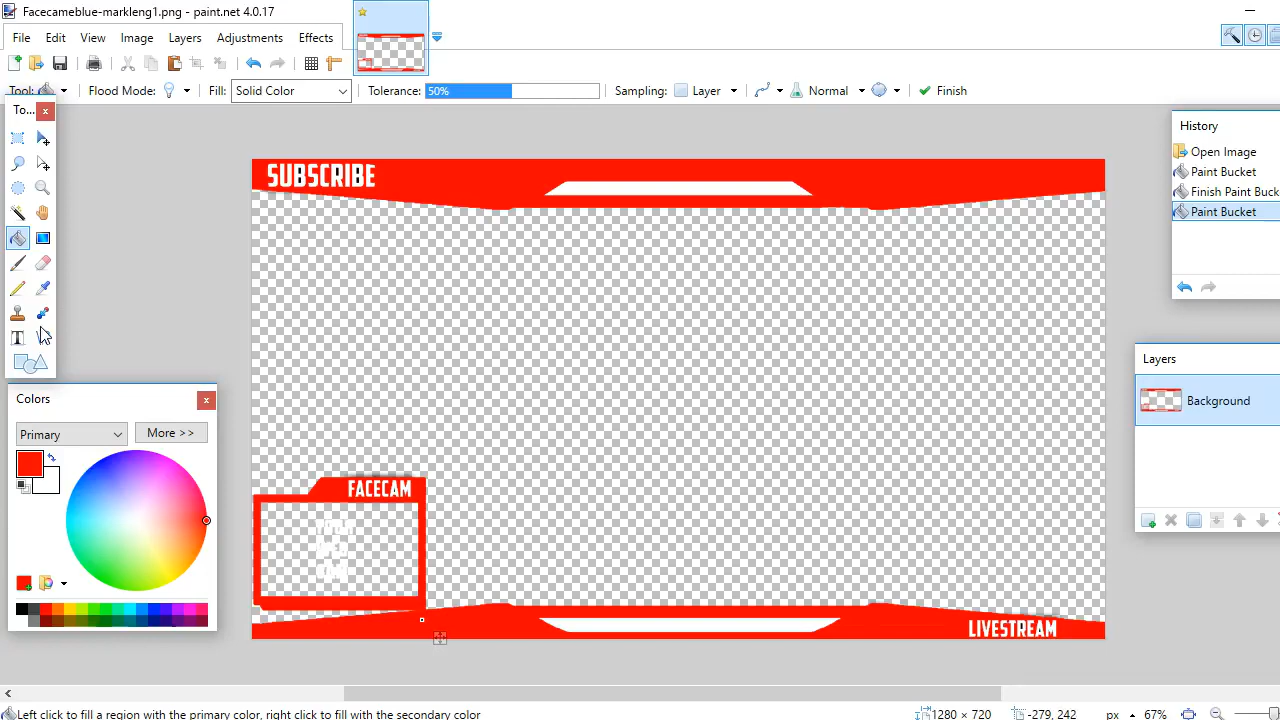 Facecameblue-markleng1.png - paint.net 4.0.17
File Edit View Image Layers Adjustments Effects
Tool: Flood Mode: Fill: Solid Color Tolerance: 50% Sampling: Layer Normal Finish
To...
History
Open Image
Paint Bucket
Finish Paint Buck
Paint Bucket
SUBSCRIBE
Layers
Background
Colors
Primary
More >>
FACECAM
LIVESTREAM
Left click to fill a region with the primary color, right click to fill with the secondary color
1280 × 720
-279, 242
px
67%